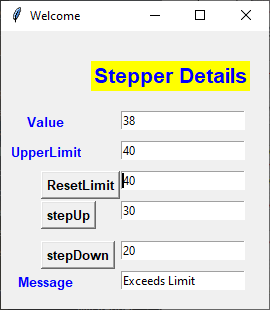 Welcome
Stepper Details
Value 38
UpperLimit 40
ResetLimit 40
stepUp 30
stepDown 20
Message Exceeds Limit